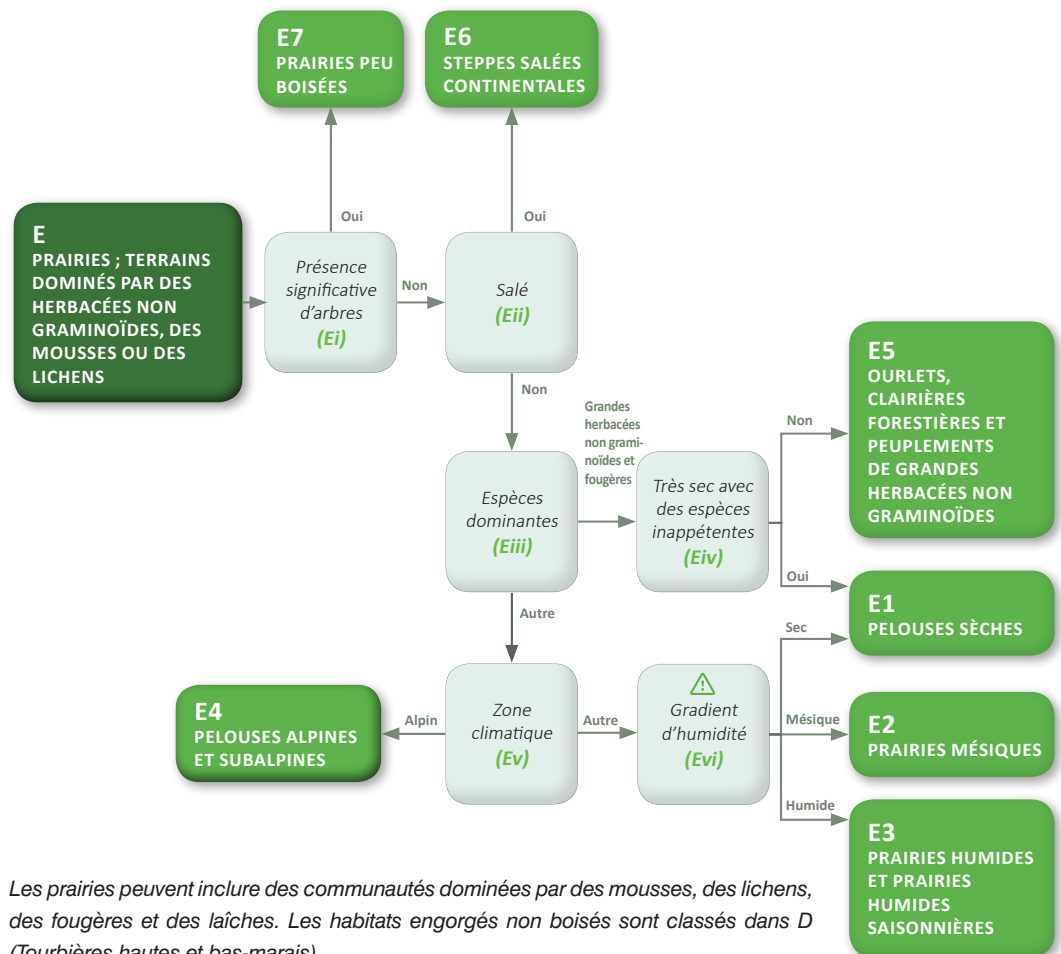 E7
PRAIRIES PEU
BOISÉES
E6
STEPPES SALÉES
CONTINENTALES
Oui
Oui
E
PRAIRIES ; TERRAINS
DOMINÉS PAR DES
HERBACÉES NON
GRAMINOÏDES, DES
MOUSSES OU DES
LICHENS
Présence
significative
d'arbres
(Ei)
Non
Salé
(Eii)
Non
Grandes
herbacées
non grami-
noïdes et
fougères
Espèces
dominantes
(Eiii)
Très sec avec
des espèces
inappétentes
(Eiv)
Non
E5
OURLETS,
CLAIRIÈRES
FORESTIÈRES ET
PEUPLEMENTS
DE GRANDES
HERBACÉES NON
GRAMINOÏDES
Oui
E1
PELOUSES SÈCHES
Autre
Sec
E4
PELOUSES ALPINES
ET SUBALPINES
Alpin
Zone
climatique
(Ev)
Autre
Gradient
d'humidité
(Evi)
Mésique
E2
PRAIRIES MÉSIQUES
Humide
E3
PRAIRIES HUMIDES
ET PRAIRIES
HUMIDES
SAISONNIÈRES
Les prairies peuvent inclure des communautés dominées par des mousses, des lichens,
des fougères et des laîches. Les habitats engorgés non boisés sont classés dans D
(Tourbières hautes et bas-marais)